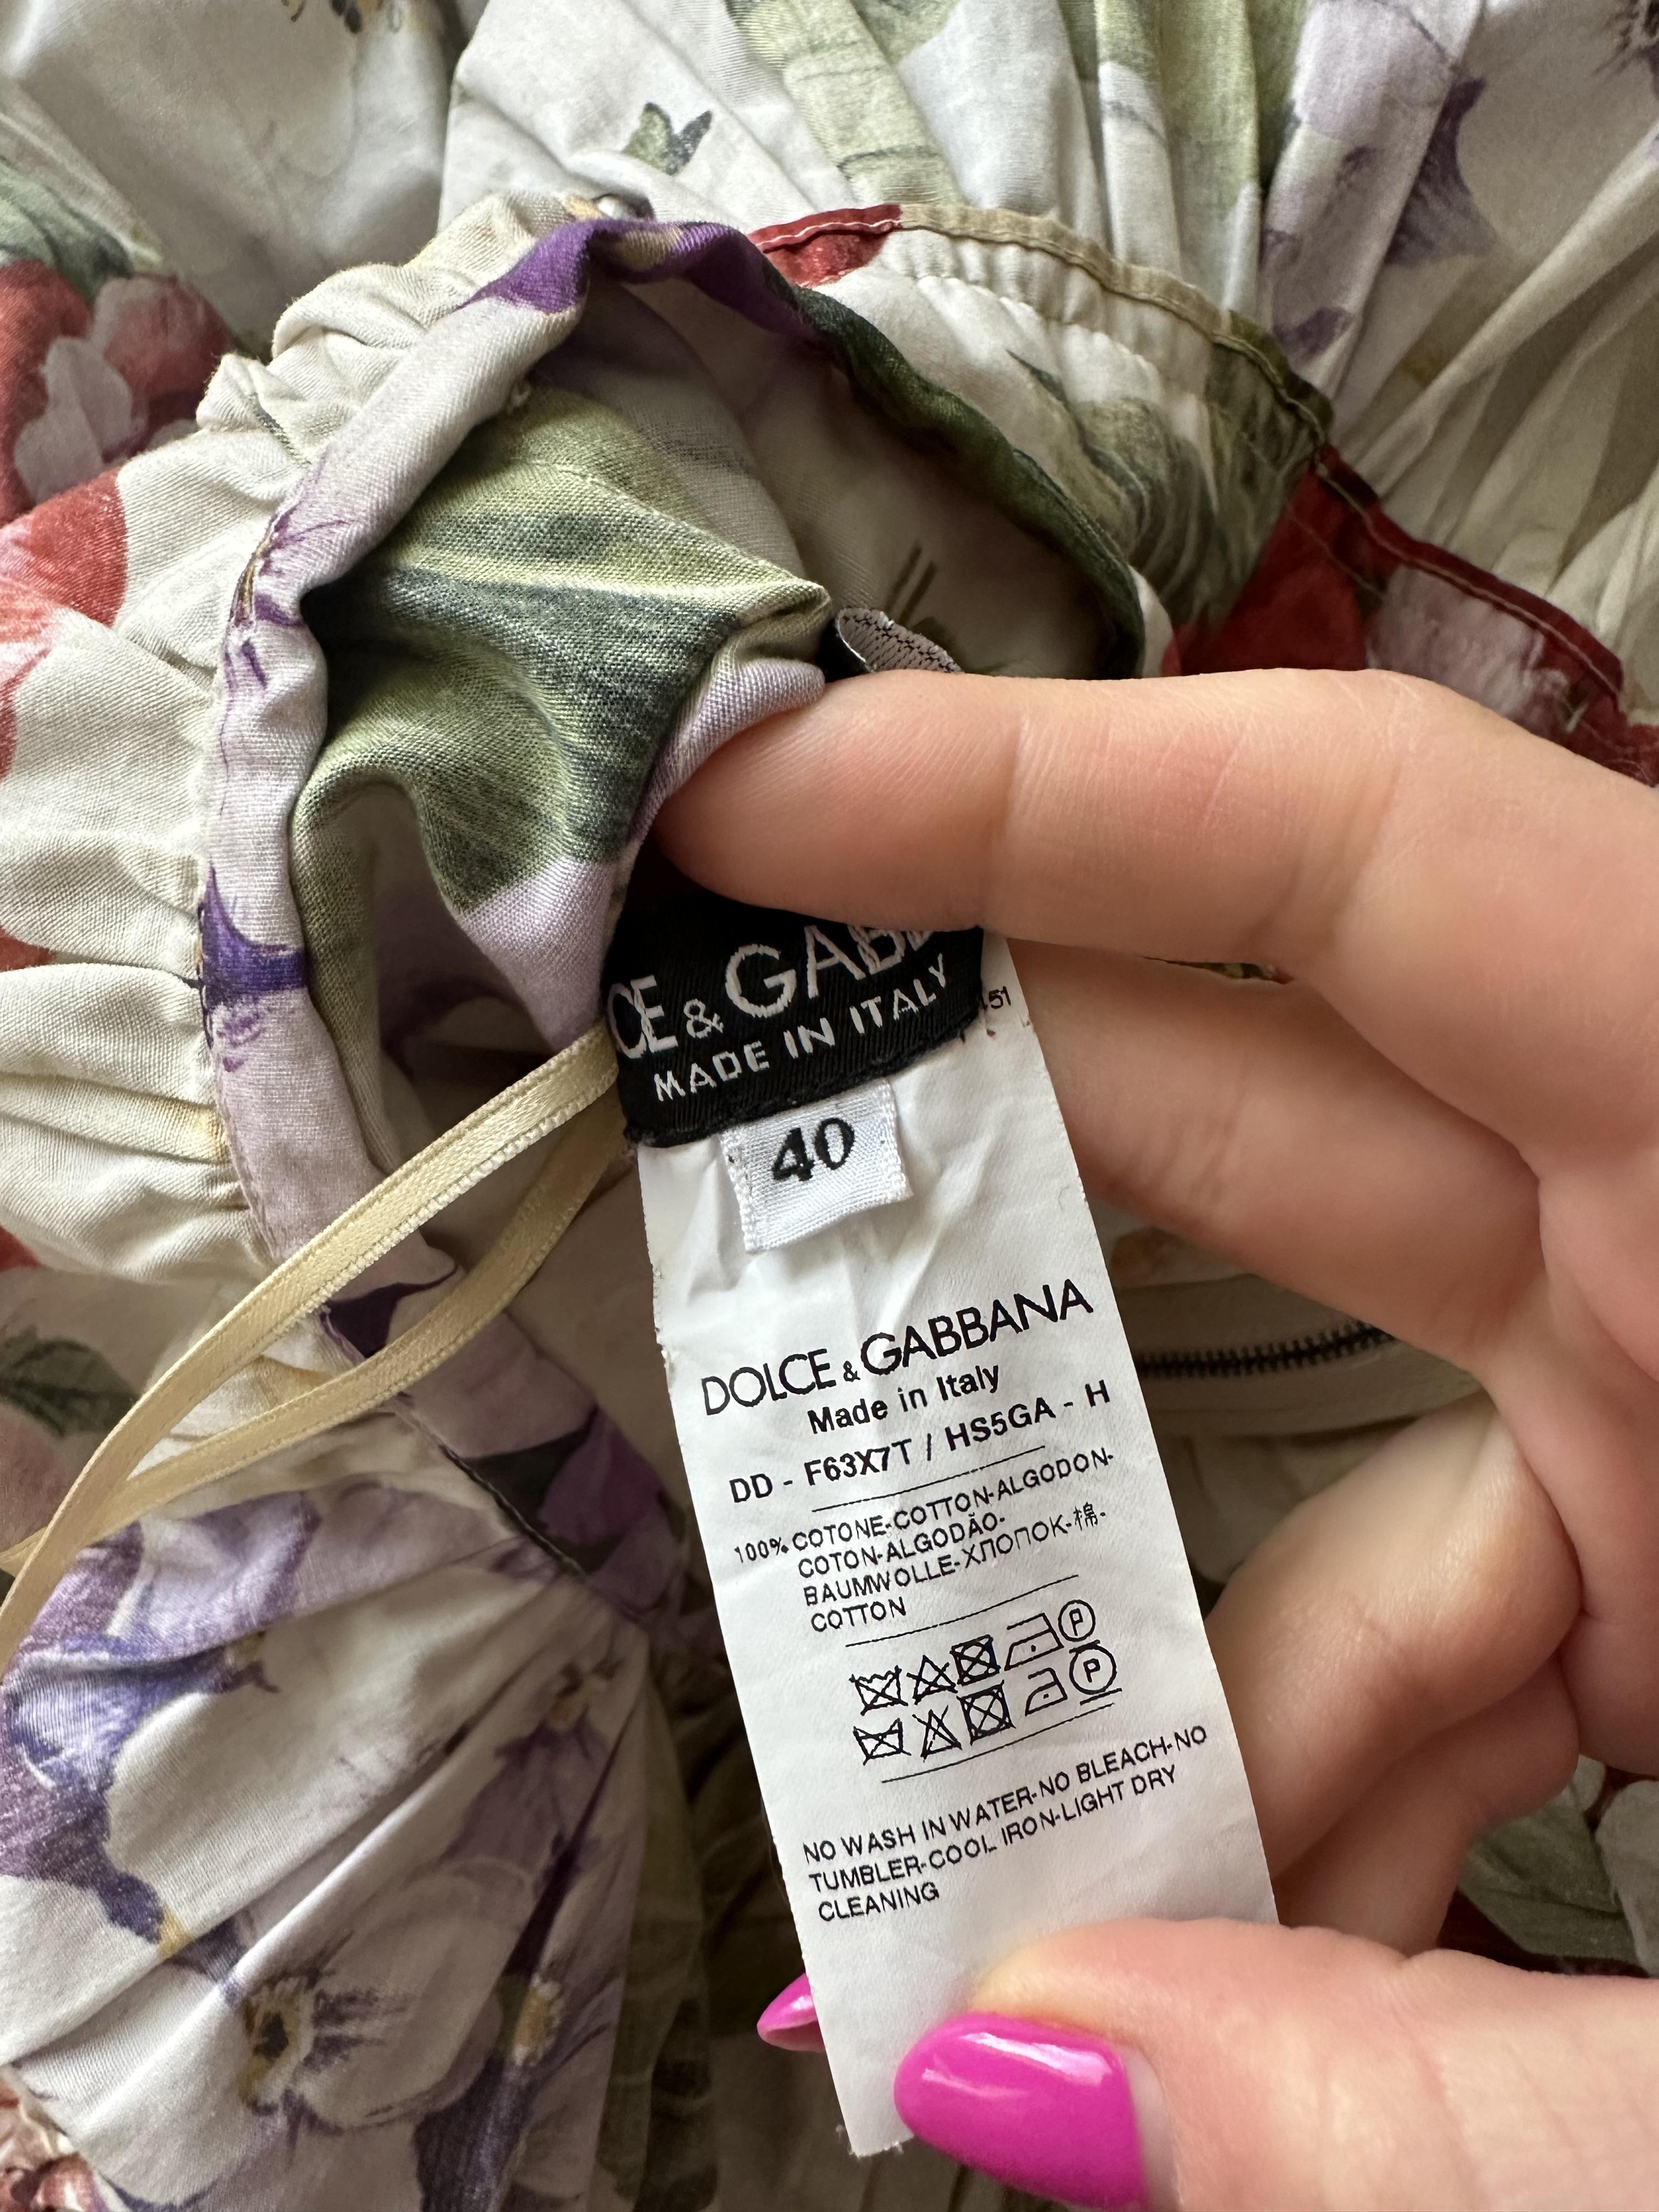 CE & GABB
MADE IN ITALY
51
40
DOLCE & GABBANA
Made in Italy
DD - F63X7T / HS5GA - H
100% COTONE-COTTON-ALGODON-
COTON-ALGODÃO-
BAUMWOLLE-ХЛОПОК-棉-
COTTON
P
P
NO WASH IN WATER-NO BLEACH-NO
TUMBLER-COOL IRON-LIGHT DRY
CLEANING